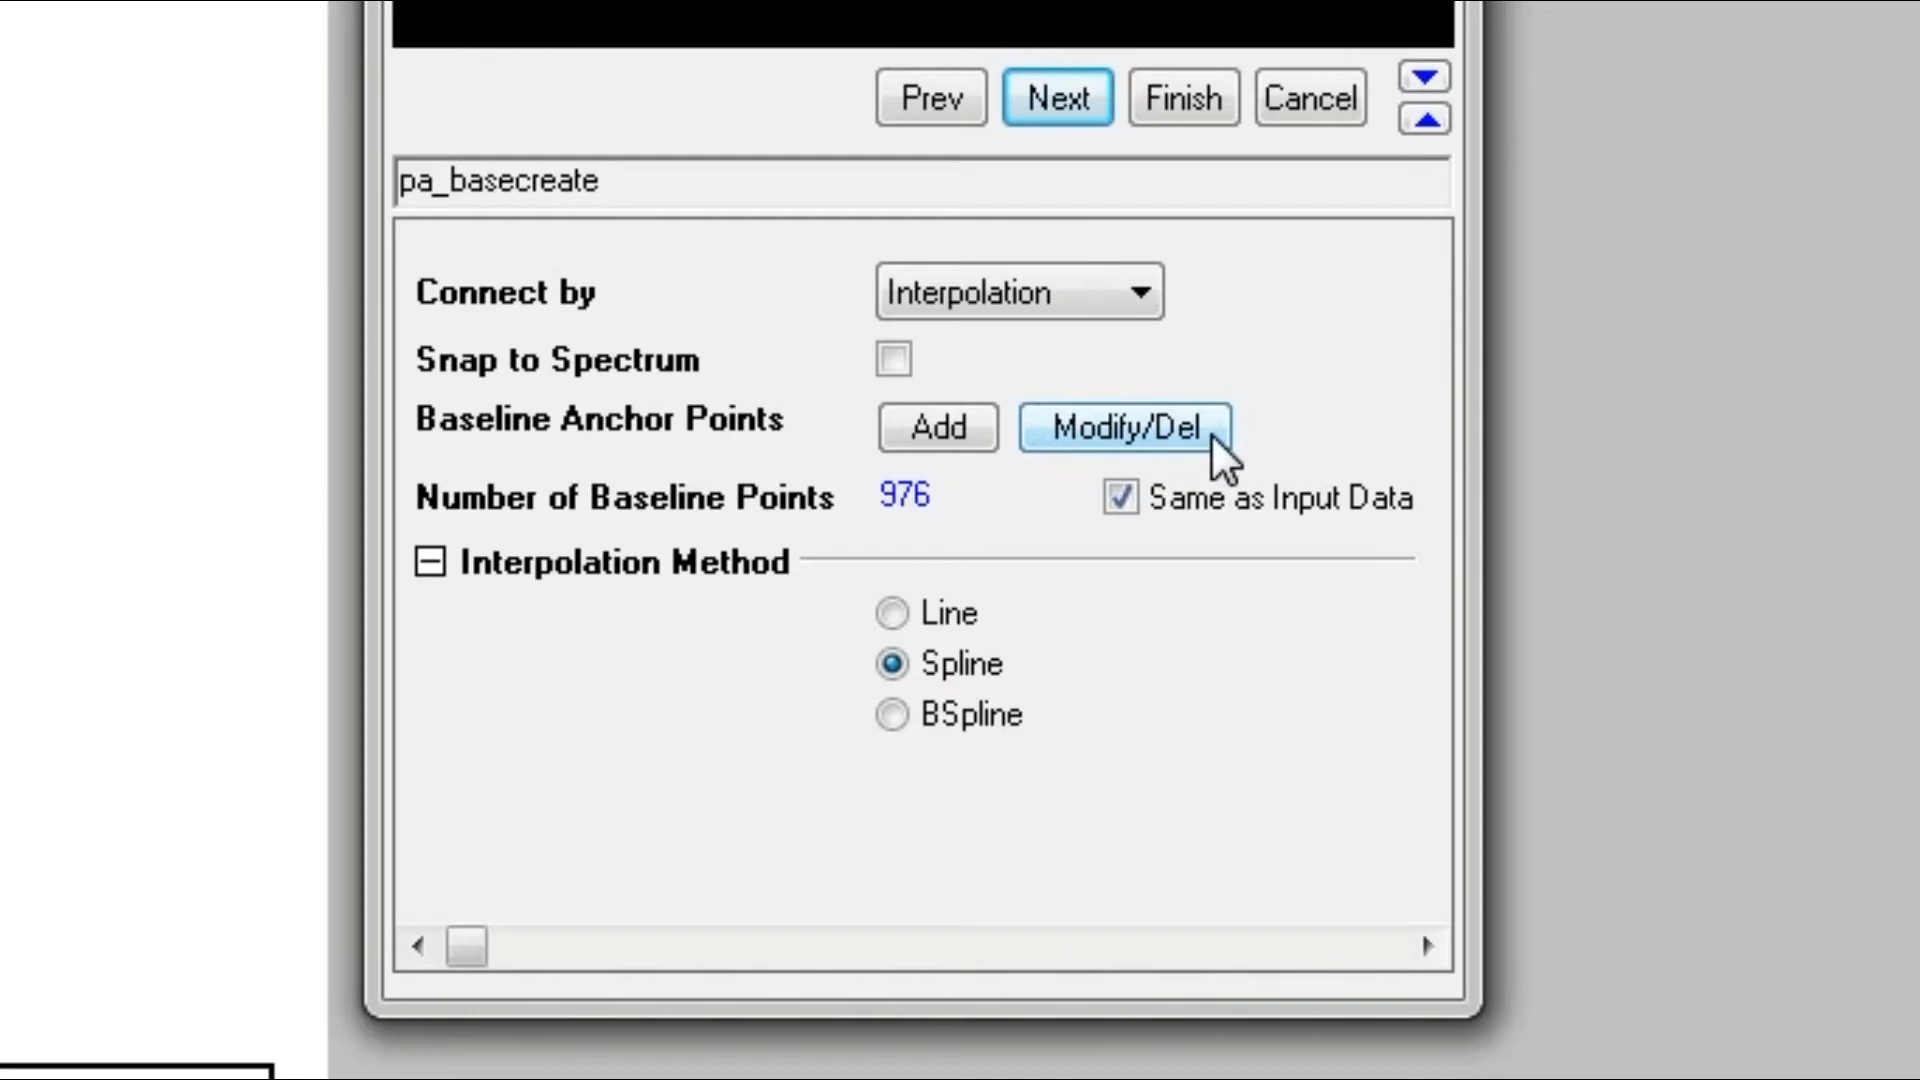 Prev Next Finish Cancel
pa_basecreate
Connect by Interpolation
Snap to Spectrum
Baseline Anchor Points Add Modify/Del
Number of Baseline Points 976 Same as Input Data
Interpolation Method
Line
Spline
BSpline